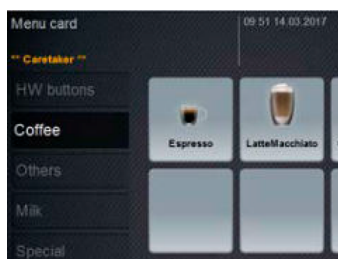 Menu card
09:51 14.03.2017
** Caretaker **
HW buttons
Coffee
Espresso
LatteMacchiato
Others
Milk
Special